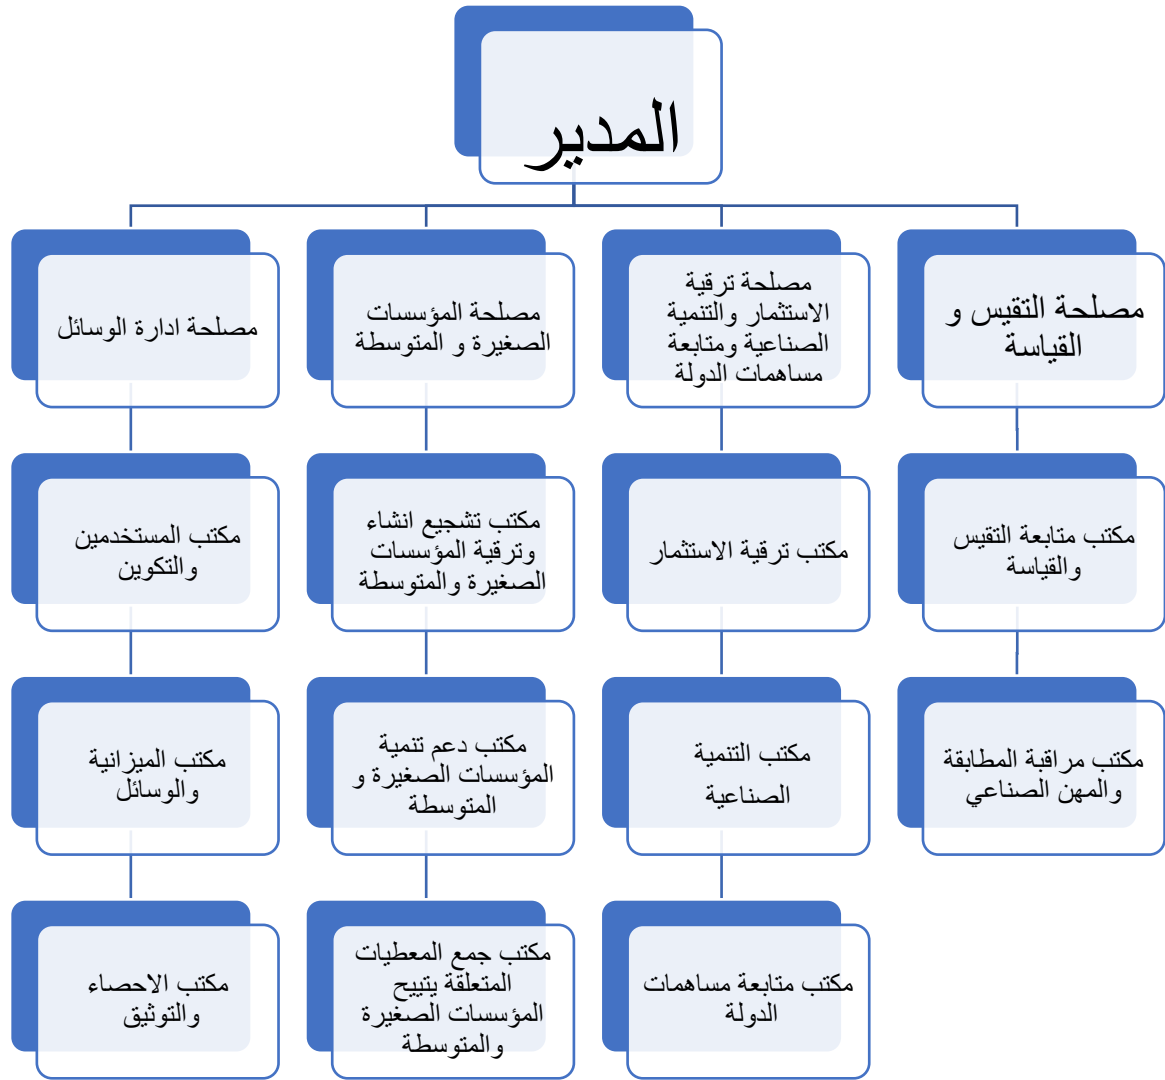 المدير
مصلحة التقيس و
القياسة
مصلحة ترقية
الاستثمار والتنمية
الصناعية ومتابعة
مساهمات الدولة
مصلحة المؤسسات
الصغيرة و المتوسطة
مصلحة ادارة الوسائل
مكتب متابعة التقيس
والقياسة
مكتب ترقية الاستثمار
مكتب تشجيع انشاء
وترقية المؤسسات
الصغيرة والمتوسطة
مكتب المستخدمين
والتكوين
مكتب مراقبة المطابقة
والمهن الصناعي
مكتب التنمية
الصناعية
مكتب دعم تنمية
المؤسسات الصغيرة و
المتوسطة
مكتب الميزانية
والوسائل
مكتب متابعة مساهمات
الدولة
مكتب جمع المعطيات
المتعلقة يتييح
المؤسسات الصغيرة
والمتوسطة
مكتب الاحصاء
والتوثيق